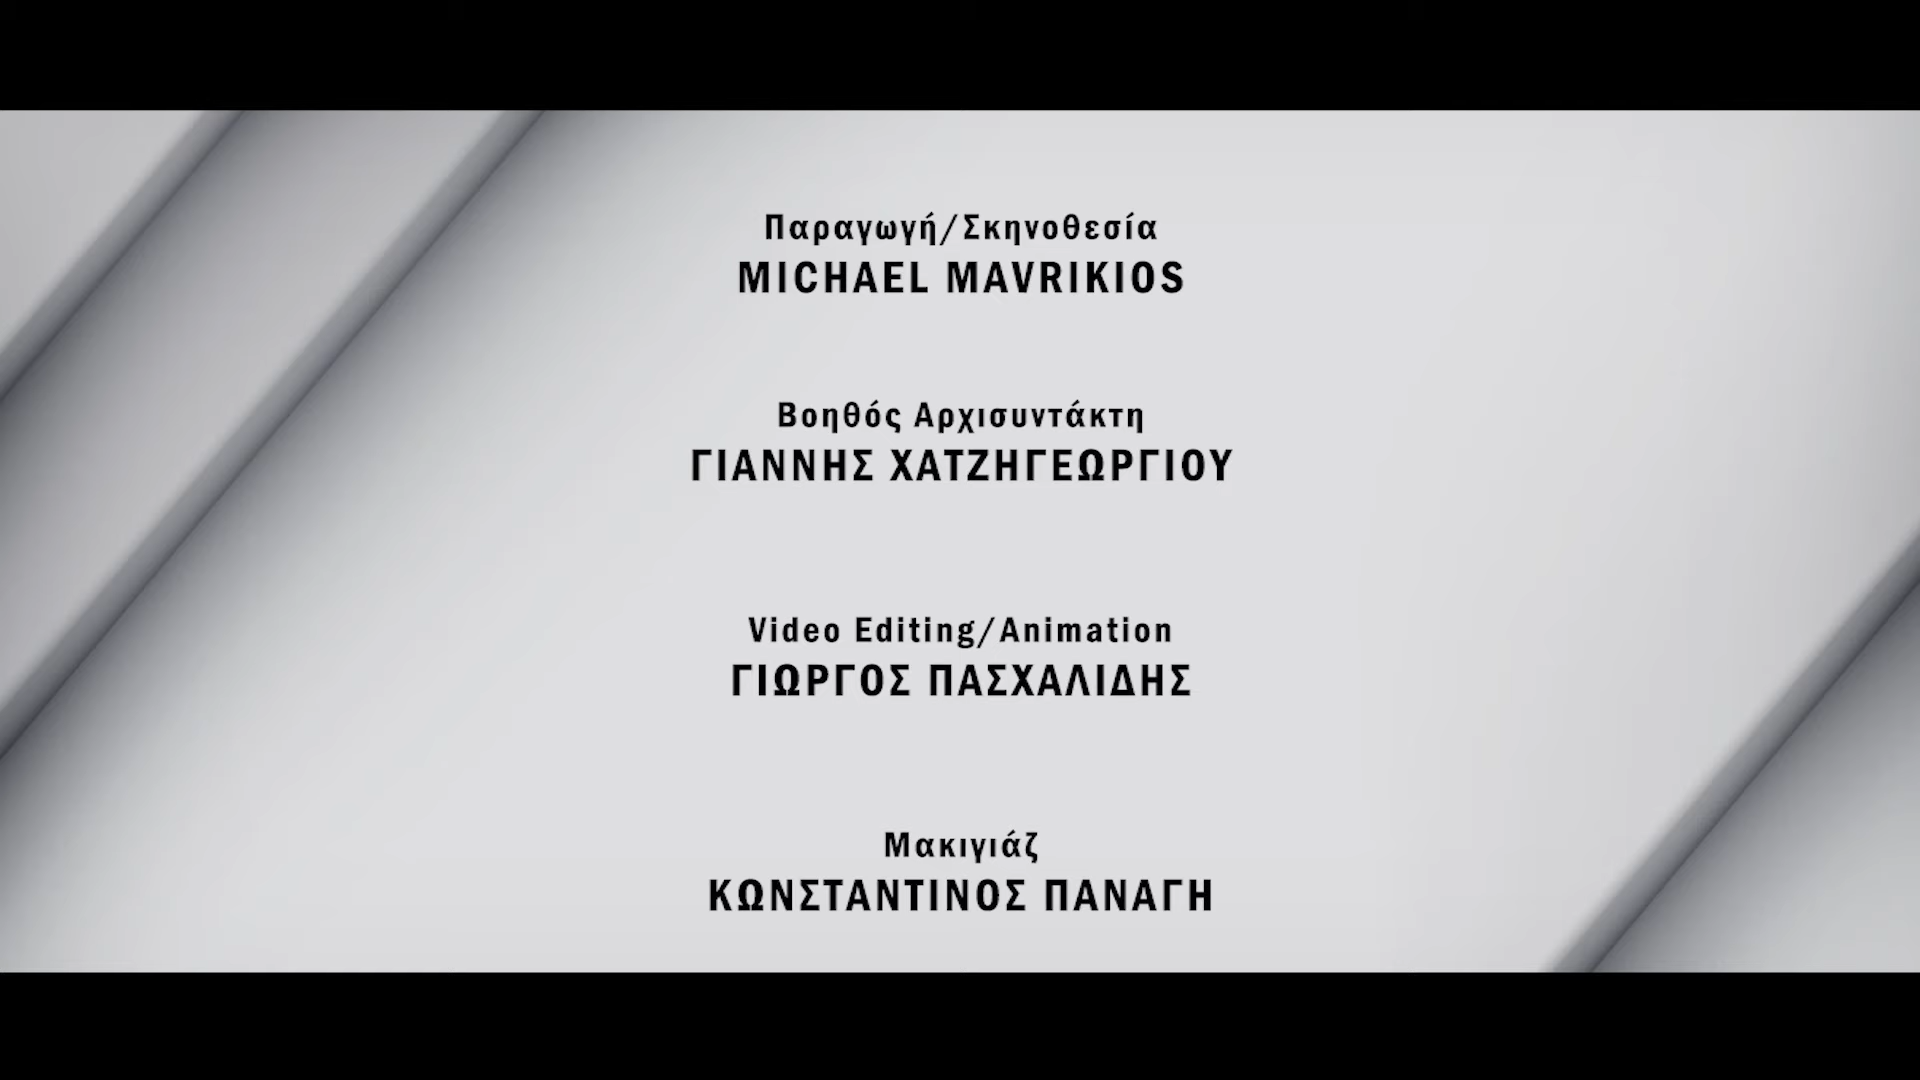 Παραγωγή/Σκηνοθεσία
MICHAEL MAVRIKIOS
Βοηθός Αρχισυντάκτη
ΓΙΑΝΝΗΣ ΧΑΤΖΗΓΕΩΡΓΙΟΥ
Video Editing/Animation
ΓΙΩΡΓΟΣ ΠΑΣΧΑΛΙΔΗΣ
Μακιγιάζ
ΚΩΝΣΤΑΝΤΙΝΟΣ ΠΑΝΑΓΗ